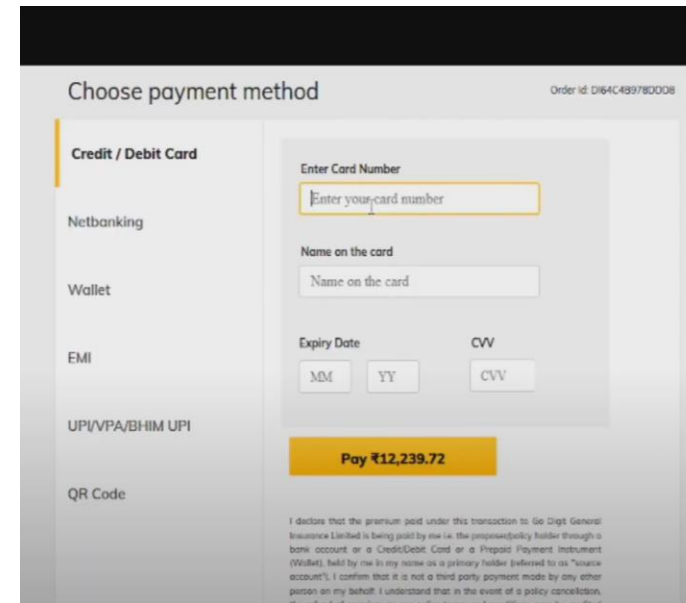 Choose payment method
Order Id: DI64C4B978DDD8
Credit / Debit Card
Netbanking
Wallet
EMI
UPI/VPA/BHIM UPI
QR Code
Enter Card Number
Enter your card number
Name on the card
Name on the card
Expiry Date
CVV
MM
YY
CVV
Pay ₹12,239.72
I declare that the premium paid under this transaction to Go Digit General
Insurance Limited is being paid by me i.e. the proposer/policy holder through a
bank account or a Credit/Debit Card or a Prepaid Payment Instrument
(Wallet), held by me in my name as a primary holder (referred to as "source
account"). I confirm that it is not a third party payment made by any other
person on my behalf. I understand that in the event of a policy cancellation,